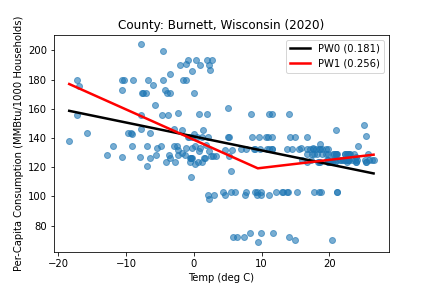 County: Burnett, Wisconsin (2020)
Per-Capita Consumption (MMBtu/1000 Households)
200
180
160
140
120
100
80
PW0 (0.181)
PW1 (0.256)
−20
−10
0
10
20
Temp (deg C)